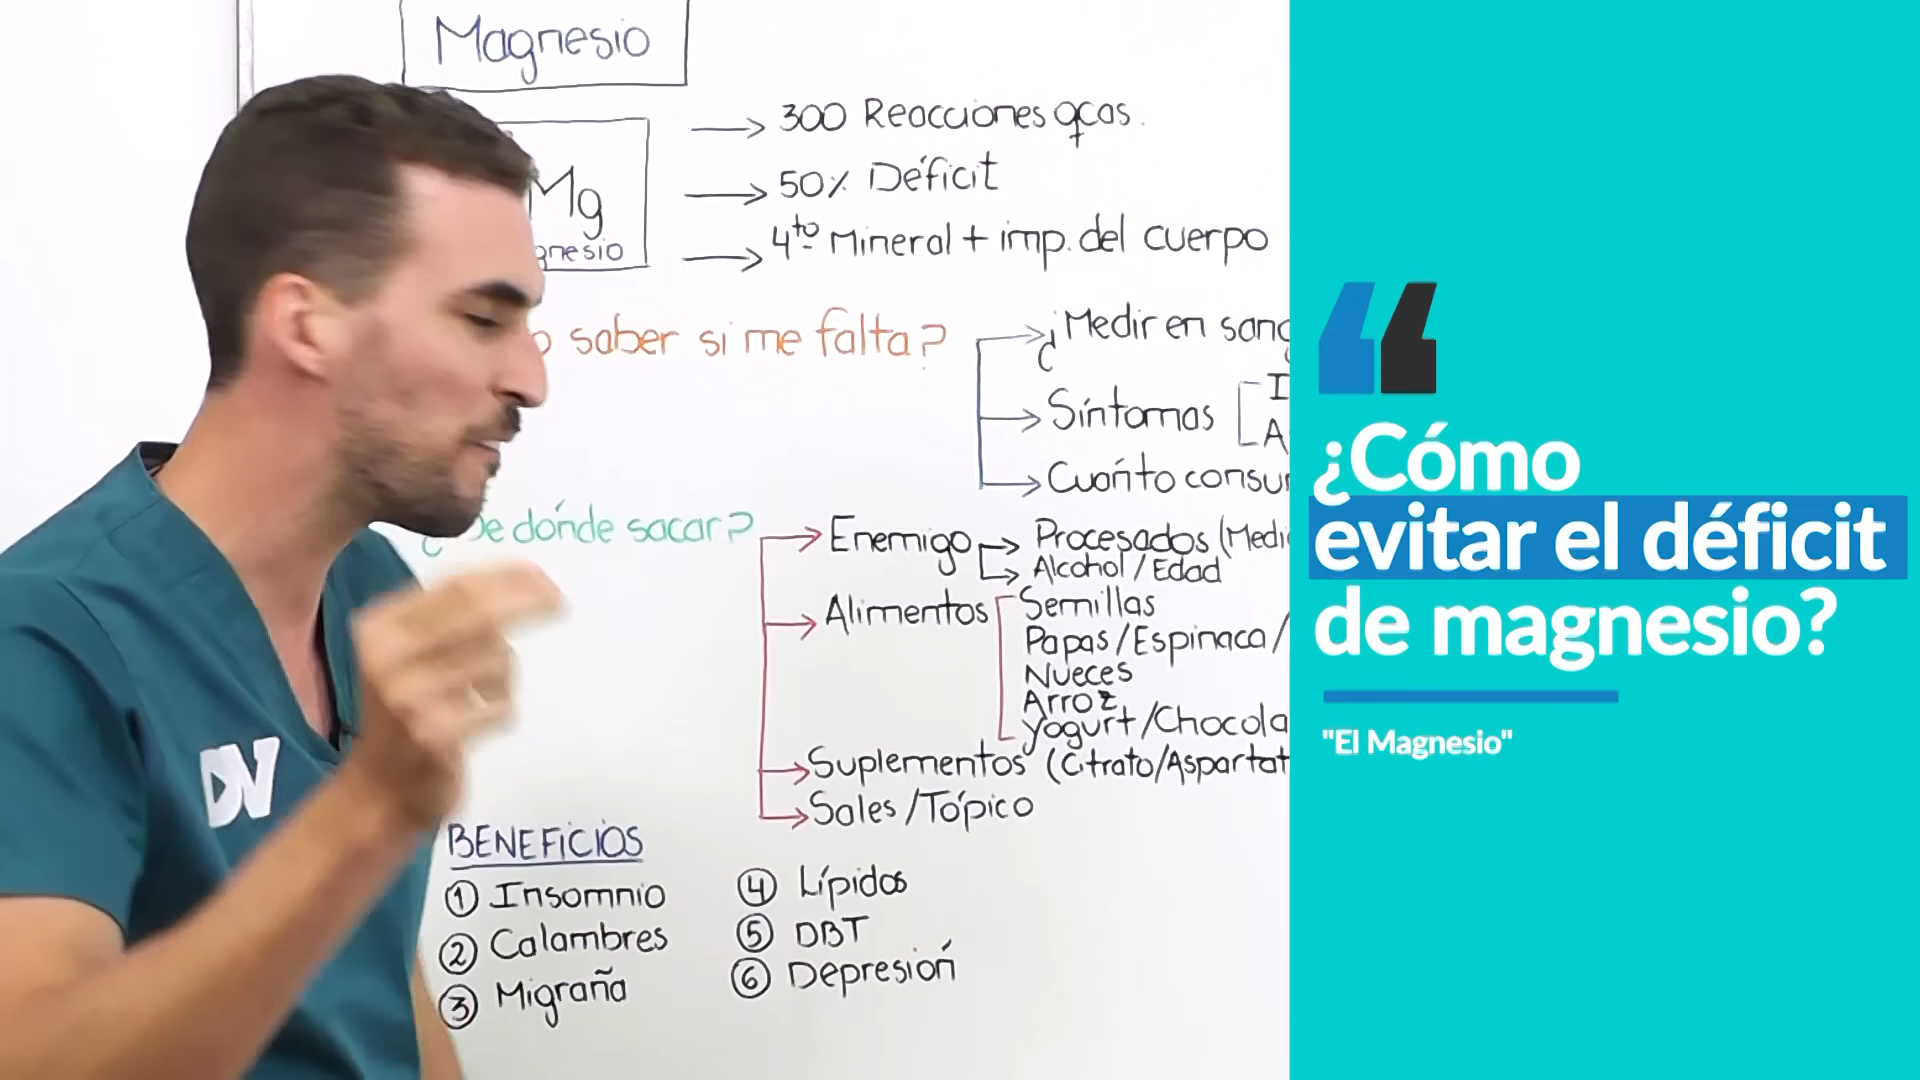 Magnesio
300 Reacciones qcas.
Mg
50% Déficit
4to Mineral + imp. del cuerpo
saber si me falta?
¿Medir en sang
Síntomas
Cuánto consu
¿De dónde sacar?
Enemigo
Procesados (Medi
Alcohol / Edad
Alimentos
Semillas
Papas/Espinaca/
Nueces
Arroz
Yogurt/Chocola
Suplementos (Citrato/Aspartat
Sales/Tópico
BENEFICIOS
1 Insomnio
2 Calambres
3 Migraña
4 Lípidos
5 DBT
6 Depresión
DN
¿Cómo
evitar el déficit
de magnesio?
"El Magnesio"